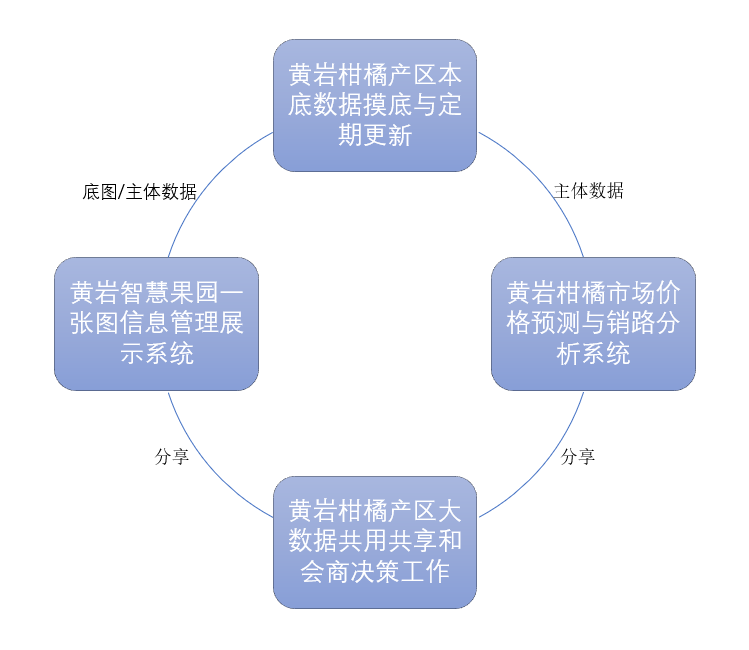 黄岩柑橘产区本
底数据摸底与定
期更新
底图/主体数据
主体数据
黄岩智慧果园一
张图信息管理展
示系统
黄岩柑橘市场价
格预测与销路分
析系统
分享
分享
黄岩柑橘产区大
数据共用共享和
会商决策工作